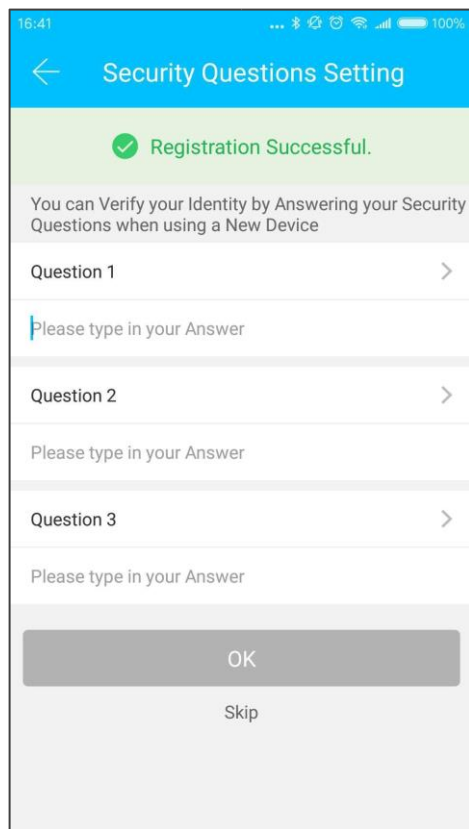 16:41 ... 100%
Security Questions Setting
Registration Successful.
You can Verify your Identity by Answering your Security
Questions when using a New Device
Question 1
Please type in your Answer
Question 2
Please type in your Answer
Question 3
Please type in your Answer
OK
Skip